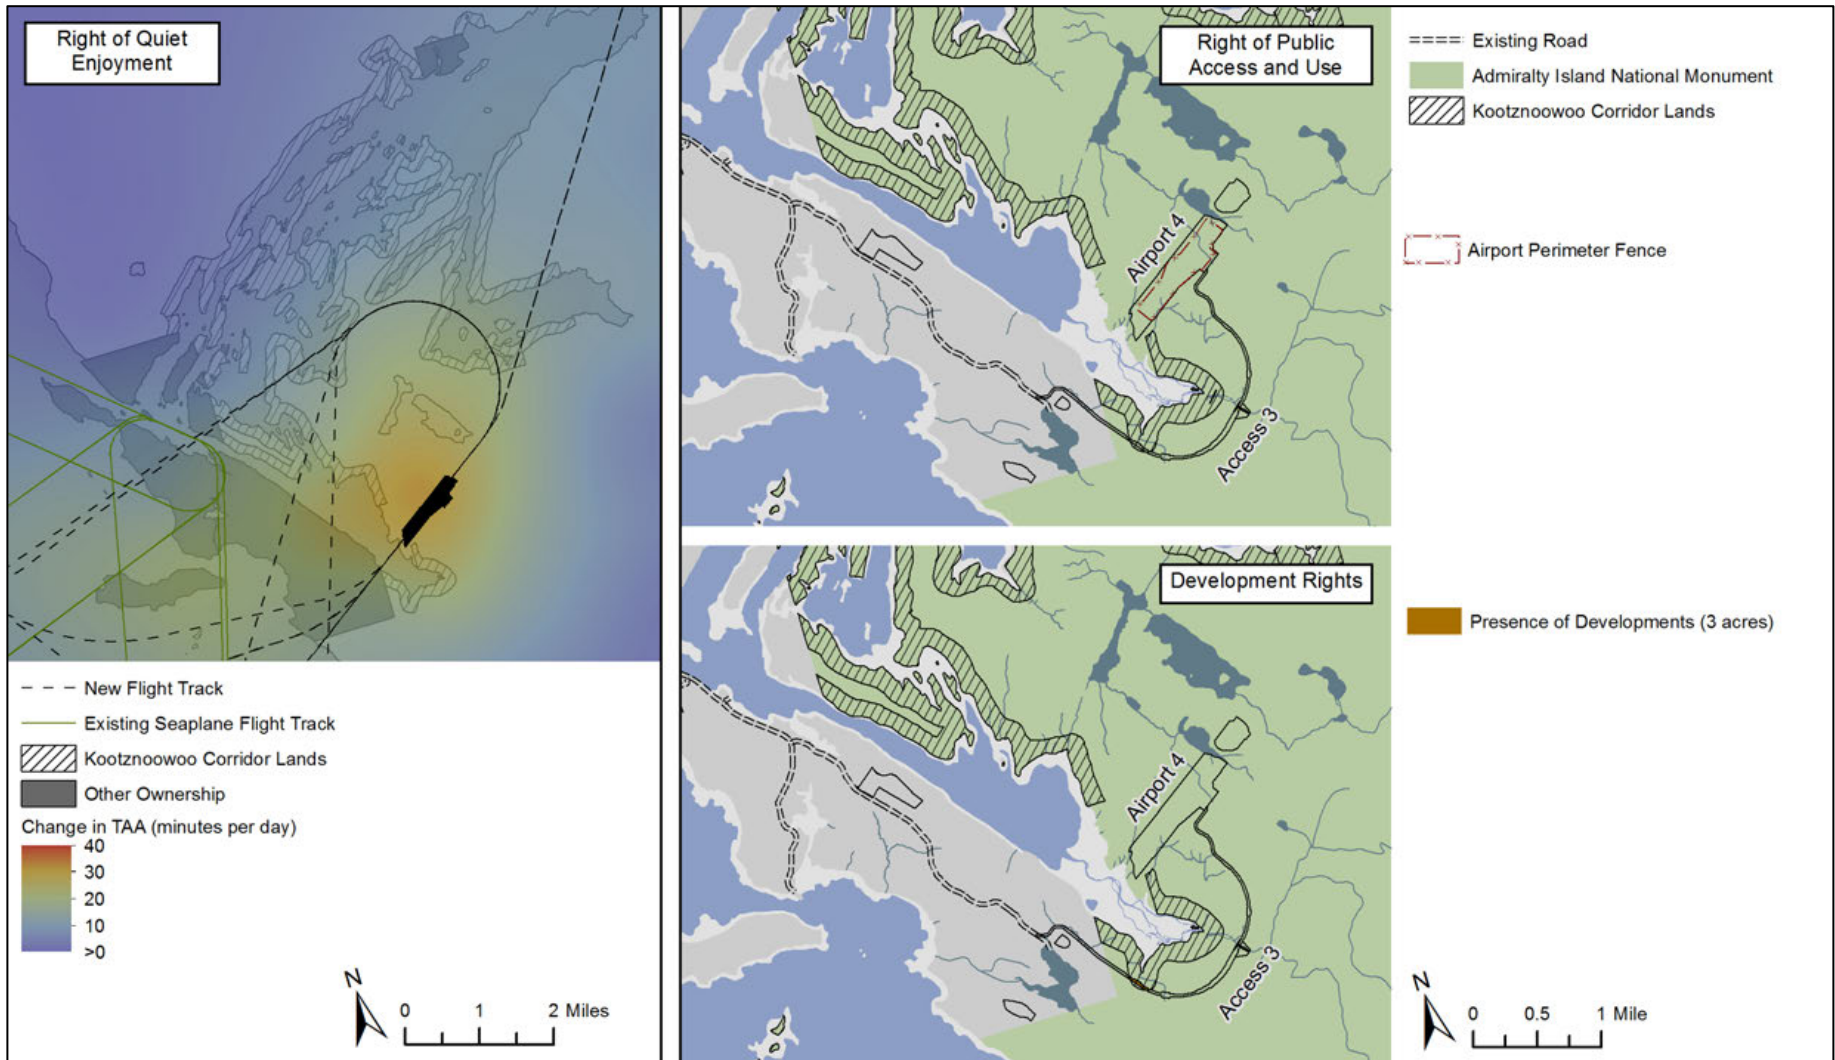 Right of Quiet
Enjoyment
New Flight Track
Existing Seaplane Flight Track
Kootznoowoo Corridor Lands
Other Ownership
Change in TAA (minutes per day)
40
30
20
10
>0
N
0 1 2 Miles
Right of Public
Access and Use
Airport 4
Access 3
Existing Road
Admiralty Island National Monument
Kootznoowoo Corridor Lands
Airport Perimeter Fence
Development Rights
Airport 4
Access 3
Presence of Developments (3 acres)
N
0 0.5 1 Mile